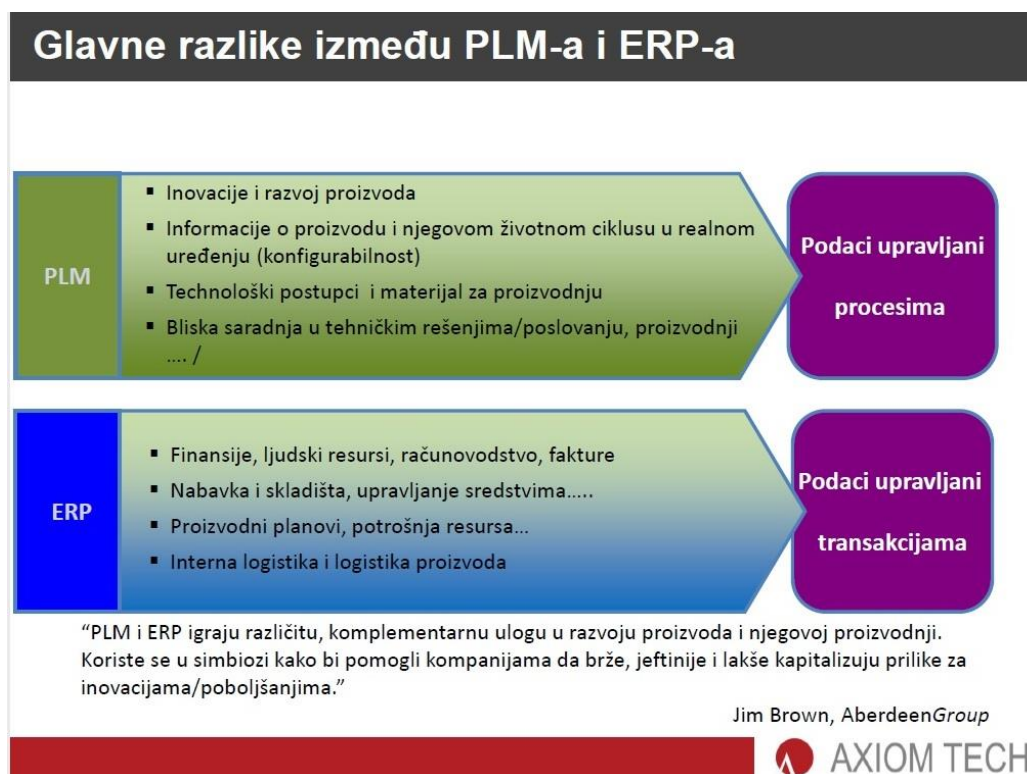 Glavne razlike između PLM-a i ERP-a
PLM
▪ Inovacije i razvoj proizvoda
▪ Informacije o proizvodu i njegovom životnom ciklusu u realnom
uređenju (konfigurabilnost)
▪ Technološki postupci i materijal za proizvodnju
▪ Bliska saradnja u tehničkim rešenjima/poslovanju, proizvodnji
.... /
Podaci upravljani
procesima
ERP
▪ Finansije, ljudski resursi, računovodstvo, fakture
▪ Nabavka i skladišta, upravljanje sredstvima.....
▪ Proizvodni planovi, potrošnja resursa...
▪ Interna logistika i logistika proizvoda
Podaci upravljani
transakcijama
“PLM i ERP igraju različitu, komplementarnu ulogu u razvoju proizvoda i njegovoj proizvodnji.
Koriste se u simbiozi kako bi pomogli kompanijama da brže, jeftinije i lakše kapitalizuju prilike za
inovacijama/poboljšanjima.”
Jim Brown, AberdeenGroup
AXIOM TECH